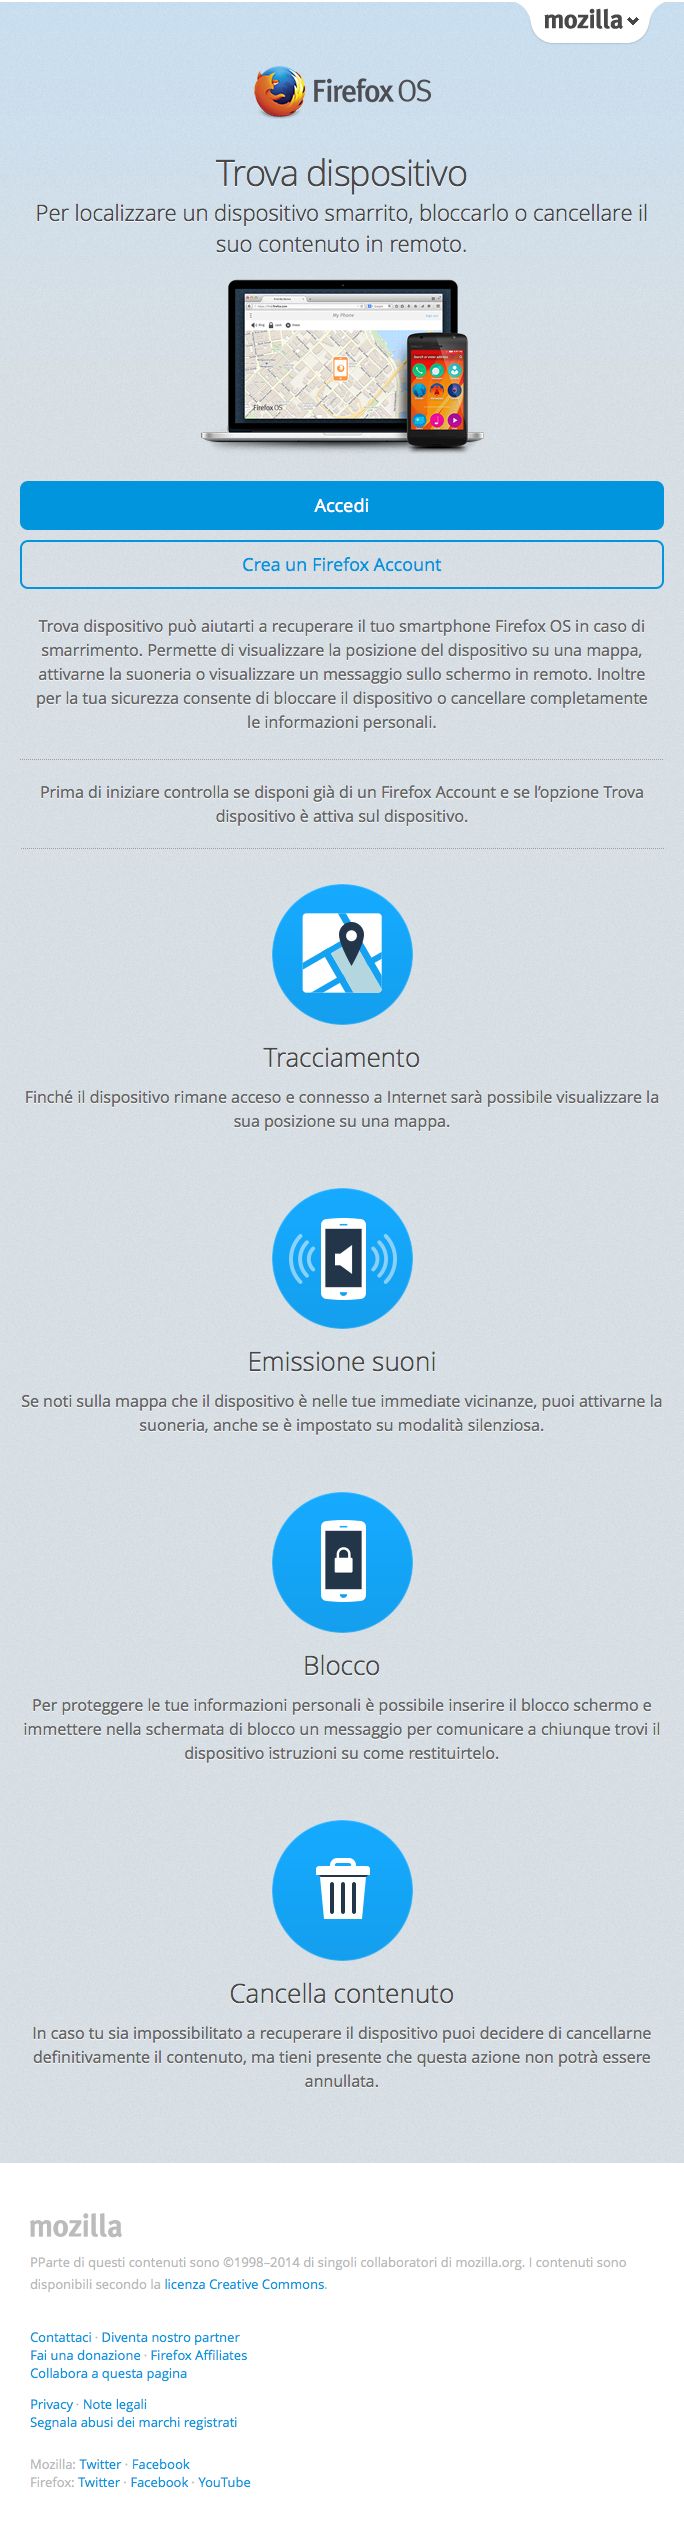 mozilla
Firefox OS
Trova dispositivo
Per localizzare un dispositivo smarrito, bloccarlo o cancellare il
suo contenuto in remoto.
My Phone
Firefox OS
Accedi
Crea un Firefox Account
Trova dispositivo può aiutarti a recuperare il tuo smartphone Firefox OS in caso di
smarrimento. Permette di visualizzare la posizione del dispositivo su una mappa,
attivarne la suoneria o visualizzare un messaggio sullo schermo in remoto. Inoltre
per la tua sicurezza consente di bloccare il dispositivo o cancellare completamente
le informazioni personali.
Prima di iniziare controlla se disponi già di un Firefox Account e se l'opzione Trova
dispositivo è attiva sul dispositivo.
Tracciamento
Finché il dispositivo rimane acceso e connesso a Internet sarà possibile visualizzare la
sua posizione su una mappa.
Emissione suoni
Se noti sulla mappa che il dispositivo è nelle tue immediate vicinanze, puoi attivarne la
suoneria, anche se è impostato su modalità silenziosa.
Blocco
Per proteggere le tue informazioni personali è possibile inserire il blocco schermo e
immettere nella schermata di blocco un messaggio per comunicare a chiunque trovi il
dispositivo istruzioni su come restituirtelo.
Cancella contenuto
In caso tu sia impossibilitato a recuperare il dispositivo puoi decidere di cancellarne
definitivamente il contenuto, ma tieni presente che questa azione non potrà essere
annullata.
mozilla
PParte di questi contenuti sono ©1998–2014 di singoli collaboratori di mozilla.org. I contenuti sono
disponibili secondo la licenza Creative Commons.
Contattaci · Diventa nostro partner
Fai una donazione · Firefox Affiliates
Collabora a questa pagina
Privacy · Note legali
Segnala abusi dei marchi registrati
Mozilla: Twitter · Facebook
Firefox: Twitter · Facebook · YouTube